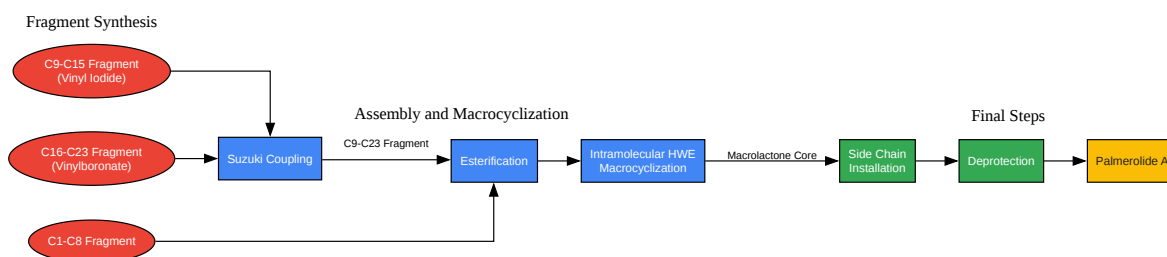 Fragment Synthesis
C9-C15 Fragment
(Vinyl Iodide)
Assembly and Macrocyclization
Final Steps
C16-C23 Fragment
(Vinylboronate)
Suzuki Coupling
C9-C23 Fragment
Esterification
Intramolecular HWE
Macrocyclization
Macrolactone Core
Side Chain
Installation
Deprotection
Palmerolide A
C1-C8 Fragment